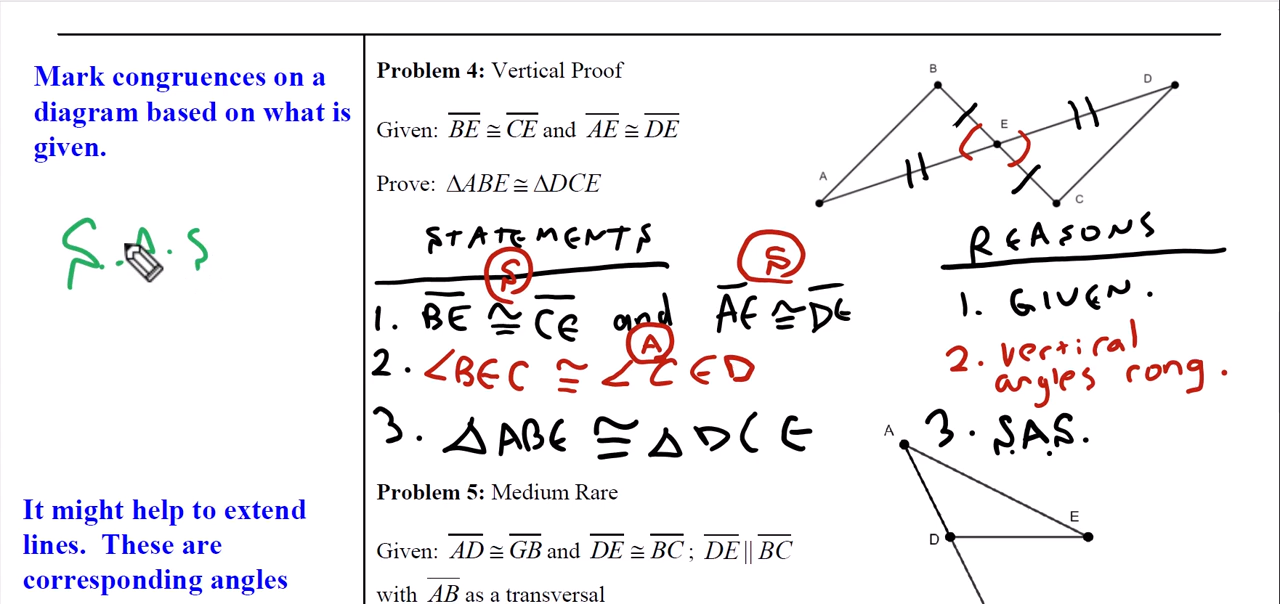 Mark congruences on a
diagram based on what is
given.
S.A.S
It might help to extend
lines. These are
corresponding angles
Problem 4: Vertical Proof
Given: BE ≅ CE and AE ≅ DE
Prove: ΔABE ≅ ΔDCE
B
D
E
A
C
STATEMENTS
REASONS
S
S
1. BE ≅ CE and AE ≅ DE
1. GIVEN.
A
2. ∠BEC ≅ ∠CED
2. vertical
angles cong.
3. ΔABE ≅ ΔDCE
3. S.A.S.
Problem 5: Medium Rare
Given: AD ≅ GB and DE ≅ BC; DE || BC
with AB as a transversal
A
E
D